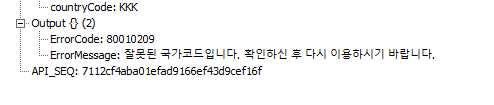 countryCode: KKK
Output {} (2)
ErrorCode: 80010209
ErrorMessage: 잘못된 국가코드입니다. 확인하신 후 다시 이용하시기 바랍니다.
API_SEQ: 7112cf4aba01efad9166ef43d9cef16f